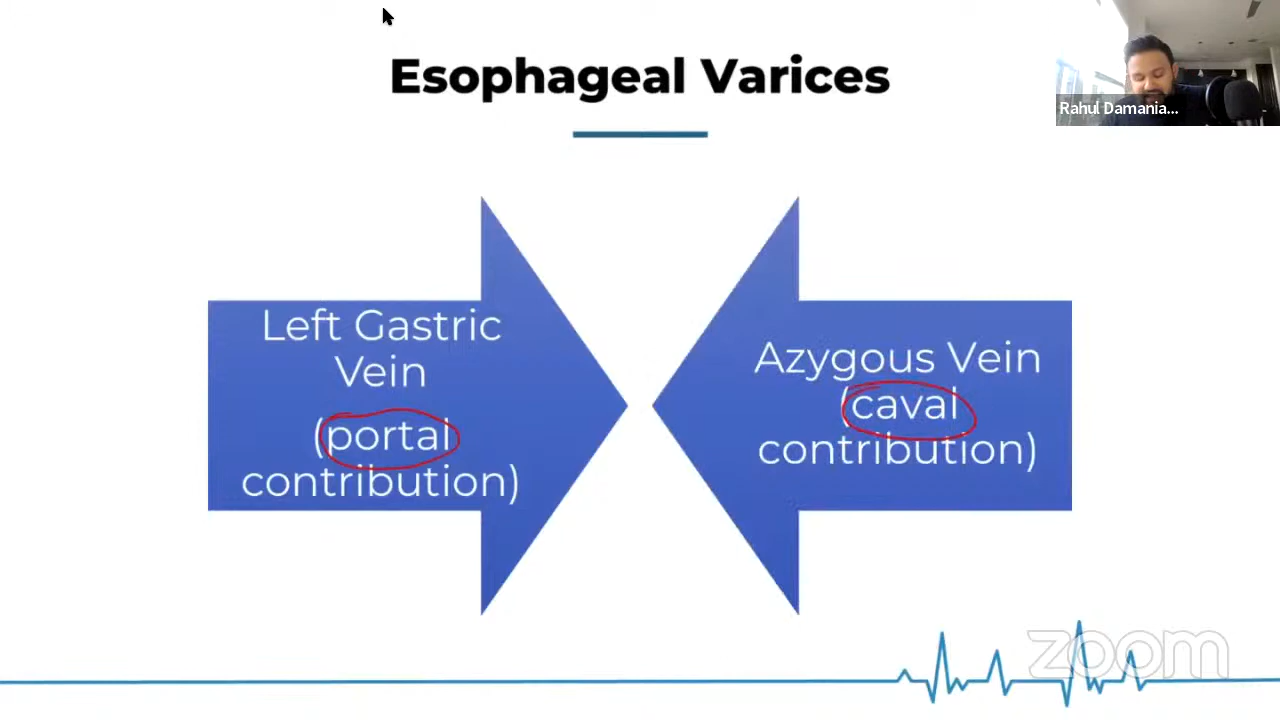 Esophageal Varices
Rahul Damania...
Left Gastric
Vein
(portal
contribution)
Azygous Vein
(caval
contribution)
zoom